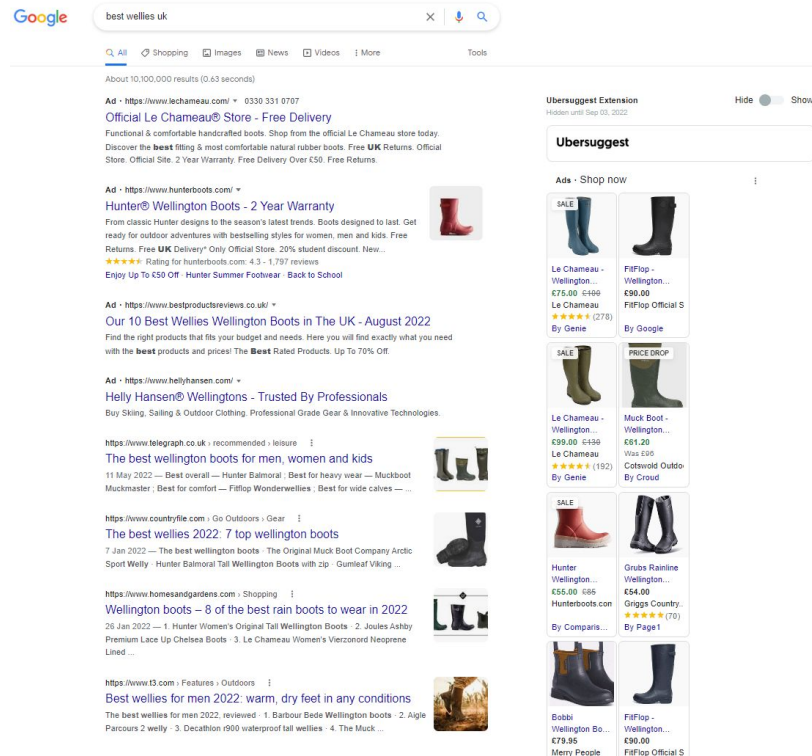 Google
best wellies uk
All
Shopping
Images
News
Videos
More
Tools
About 10,100,000 results (0.63 seconds)
Ad · https://www.lechameau.com/ 0330 331 0707
Official Le Chameau® Store - Free Delivery
Functional & comfortable handcrafted boots. Shop from the official Le Chameau store today.
Discover the best fitting & most comfortable natural rubber boots. Free UK Returns. Official
Store. Official Site. 2 Year Warranty. Free Delivery Over £50. Free Returns.
Ad · https://www.hunterboots.com/
Hunter® Wellington Boots - 2 Year Warranty
From classic Hunter designs to the season's latest trends. Boots designed to last. Get
ready for outdoor adventures with bestselling styles for women, men and kids. Free
Returns. Free UK Delivery* Only Official Store. 20% student discount. New...
Rating for hunterboots.com: 4.3 - 1,797 reviews
Enjoy Up To £50 Off · Hunter Summer Footwear · Back to School
Ad · https://www.bestproductsreviews.co.uk/
Our 10 Best Wellies Wellington Boots in The UK - August 2022
Find the right products that fits your budget and needs. Here you will find exactly what you need
with the best products and prices! The Best Rated Products. Up To 70% Off.
Ad · https://www.hellyhansen.com/
Helly Hansen® Wellingtons - Trusted By Professionals
Buy Skiing, Sailing & Outdoor Clothing. Professional Grade Gear & Innovative Technologies.
https://www.telegraph.co.uk › recommended › leisure
The best wellington boots for men, women and kids
11 May 2022 — Best overall — Hunter Balmoral ; Best for heavy wear — Muckboot
Muckmaster ; Best for comfort — Fitflop Wonderwellies ; Best for wide calves — ...
https://www.countryfile.com › Go Outdoors › Gear
The best wellies 2022: 7 top wellington boots
7 Jan 2022 — The best wellington boots · The Original Muck Boot Company Arctic
Sport Welly · Hunter Balmoral Tall Wellington Boots with zip · Gumleaf Viking ...
https://www.homesandgardens.com › Shopping
Wellington boots – 8 of the best rain boots to wear in 2022
26 Jan 2022 — 1. Hunter Women's Original Tall Wellington Boots · 2. Joules Ashby
Premium Lace Up Chelsea Boots · 3. Le Chameau Women's Vierzonord Neoprene
Lined ...
https://www.t3.com › Features › Outdoors
Best wellies for men 2022: warm, dry feet in any conditions
The best wellies for men 2022, reviewed · 1. Barbour Bede Wellington boots · 2. Aigle
Parcours 2 welly · 3. Decathlon r900 waterproof tall wellies · 4. The Muck ...
Ubersuggest Extension
Hide
Show
Hidden until Sep 03, 2022
Ubersuggest
Ads · Shop now
SALE
Le Chameau -
Wellington...
£75.00 £100
Le Chameau
(278)
By Genie
FitFlop -
Wellington...
£90.00
FitFlop Official S
By Google
SALE
Le Chameau -
Wellington...
£99.00 £130
Le Chameau
(192)
By Genie
PRICE DROP
Muck Boot -
Wellington...
£61.20
Was £96
Cotswold Outdo
By Croud
SALE
Hunter
Wellington...
£55.00 £85
Hunterboots.con
By Comparis...
Grubs Rainline
Wellington...
£54.00
Griggs Country.
(70)
By Page1
Bobbi
Wellington Bo...
£79.95
Merry People
FitFlop -
Wellington...
£90.00
FitFlop Official S